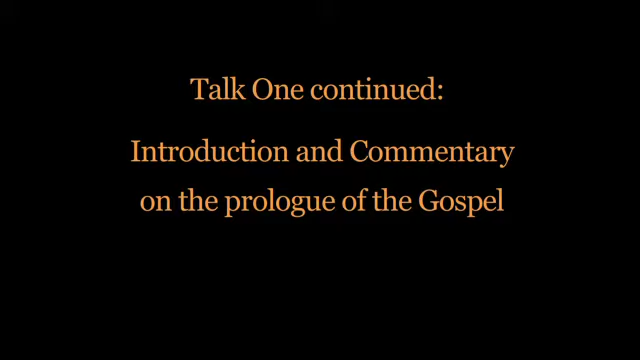 Talk One continued:
Introduction and Commentary
on the prologue of the Gospel